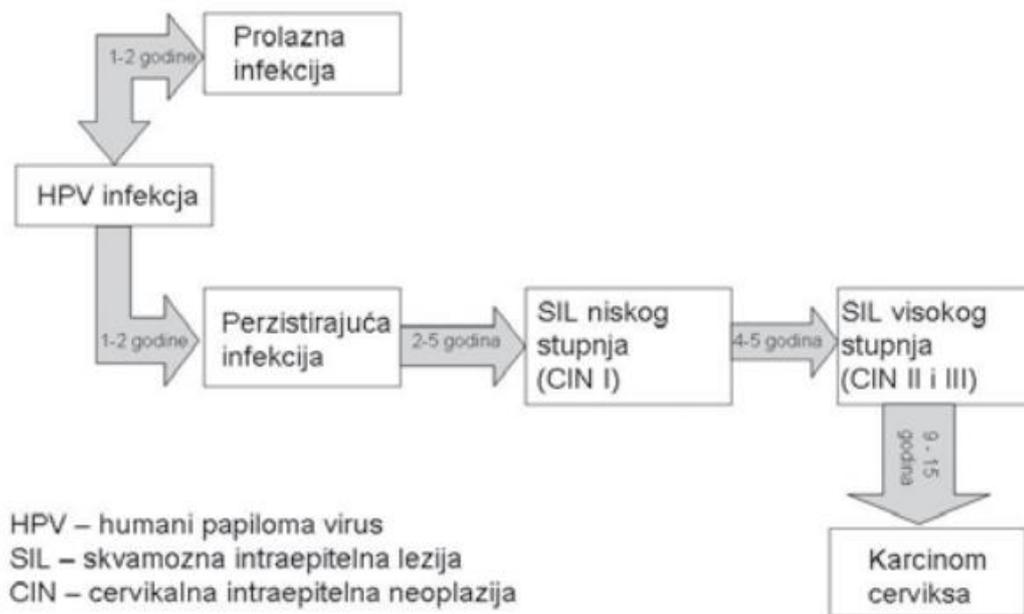 Prolazna
infekcija
1-2 godine
HPV infekcja
1-2 godine
Perzistirajuća
infekcija
2-5 godina
SIL niskog
stupnja
(CIN I)
4-5 godina
SIL visokog
stupnja
(CIN II i III)
9 - 15
godina
Karcinom
cerviksa
HPV – humani papiloma virus
SIL – skvamozna intraepitelna lezija
CIN – cervikalna intraepitelna neoplazija